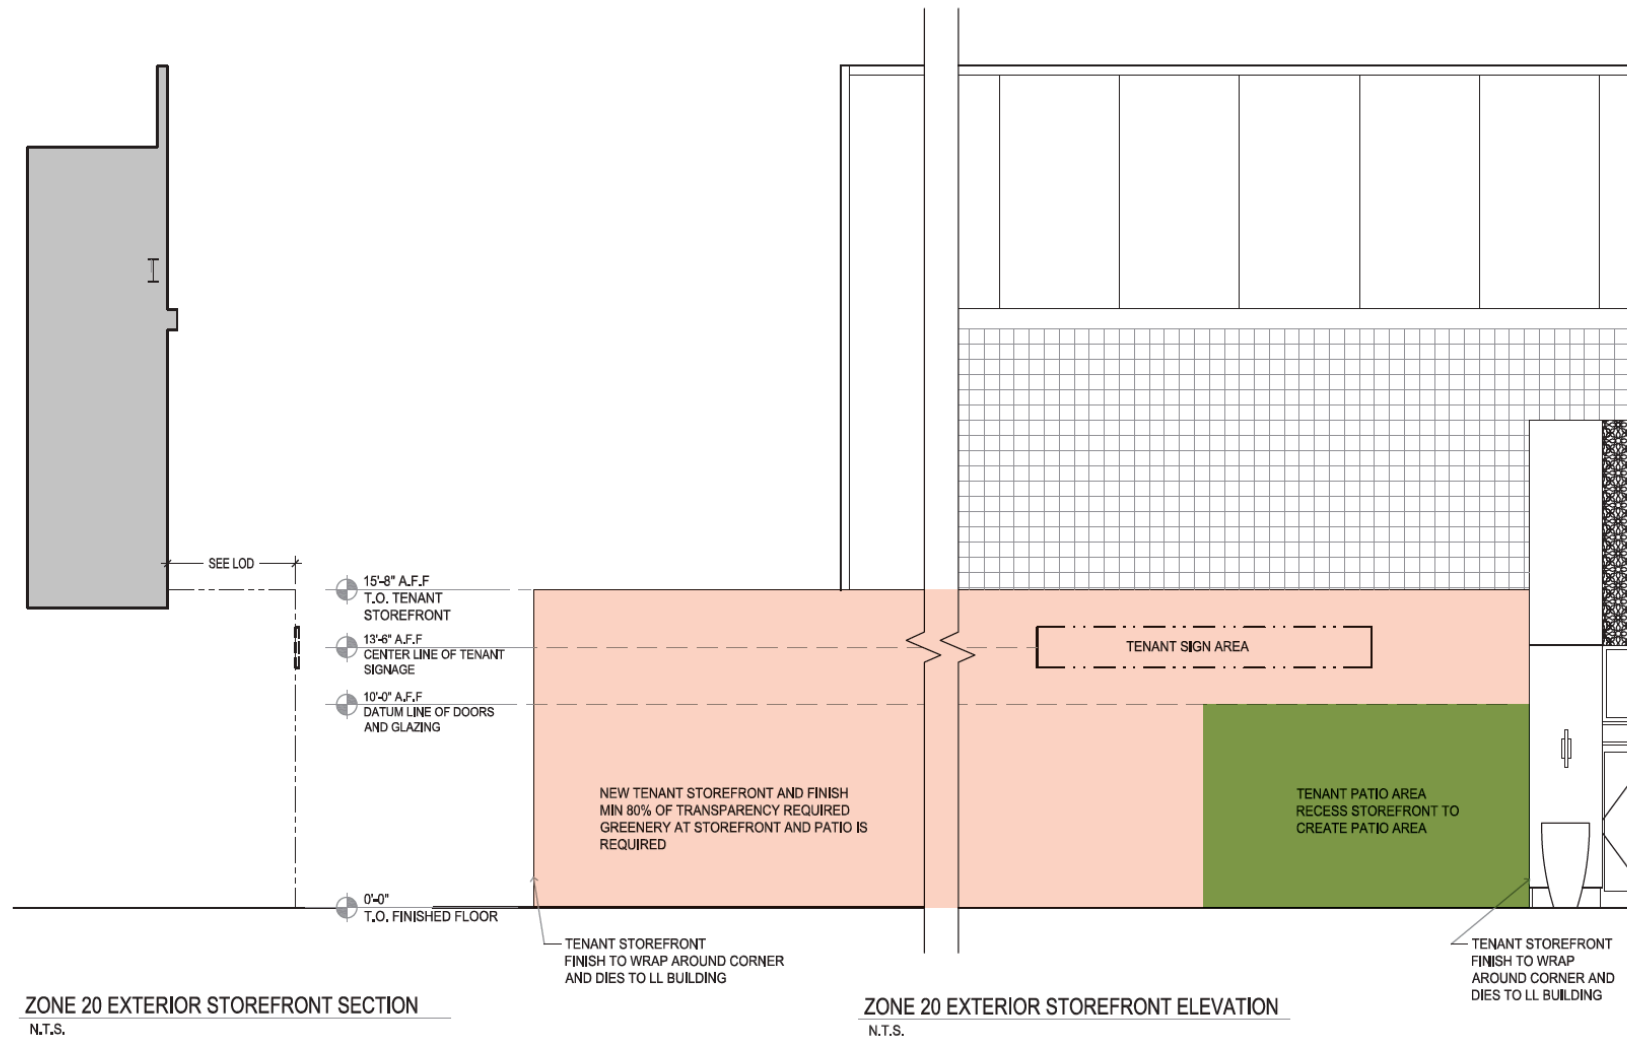 SEE LOD
15'-8" A.F.F
T.O. TENANT
STOREFRONT
13'-6" A.F.F
CENTER LINE OF TENANT
SIGNAGE
10'-0" A.F.F
DATUM LINE OF DOORS
AND GLAZING
0'-0"
T.O. FINISHED FLOOR
TENANT SIGN AREA
NEW TENANT STOREFRONT AND FINISH
MIN 80% OF TRANSPARENCY REQUIRED
GREENERY AT STOREFRONT AND PATIO IS
REQUIRED
TENANT PATIO AREA
RECESS STOREFRONT TO
CREATE PATIO AREA
TENANT STOREFRONT
FINISH TO WRAP AROUND CORNER
AND DIES TO LL BUILDING
TENANT STOREFRONT
FINISH TO WRAP
AROUND CORNER AND
DIES TO LL BUILDING
ZONE 20 EXTERIOR STOREFRONT SECTION
N.T.S.
ZONE 20 EXTERIOR STOREFRONT ELEVATION
N.T.S.